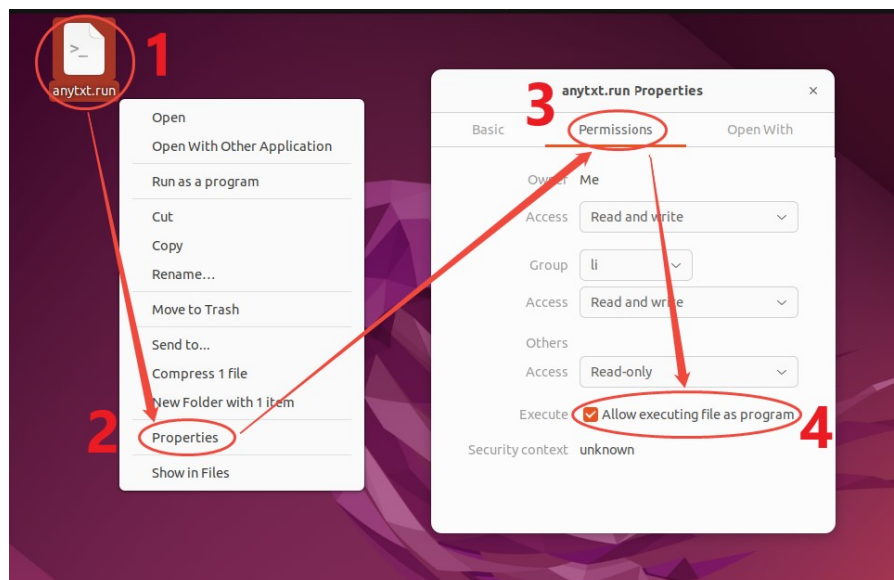 1
>_
anytxt.run
Open
Open With Other Application
Run as a program
Cut
Copy
Rename...
Move to Trash
Send to...
Compress 1 file
New Folder with 1 item
2
Properties
Show in Files
anytxt.run Properties
×
3
Basic
Permissions
Open With
Owner Me
Access Read and write
Group li
Access Read and write
Others
Access Read-only
Execute Allow executing file as program
4
Security context unknown